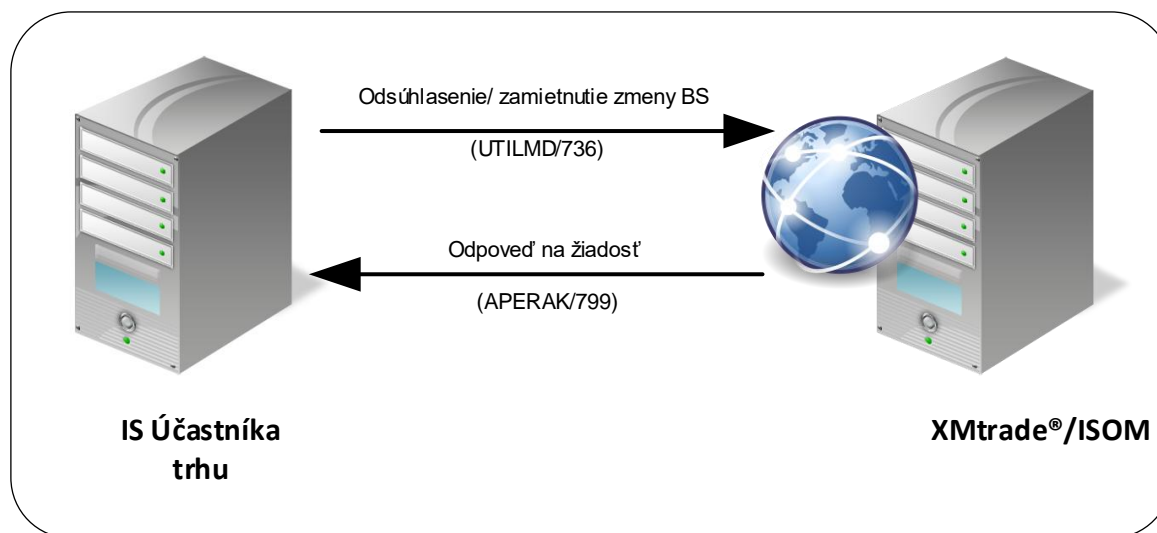 Odsúhlasenie/ zamietnutie zmeny BS
(UTILMD/736)
Odpoveď na žiadosť
(APERAK/799)
IS Účastníka
trhu
XMtrade®/ISOM